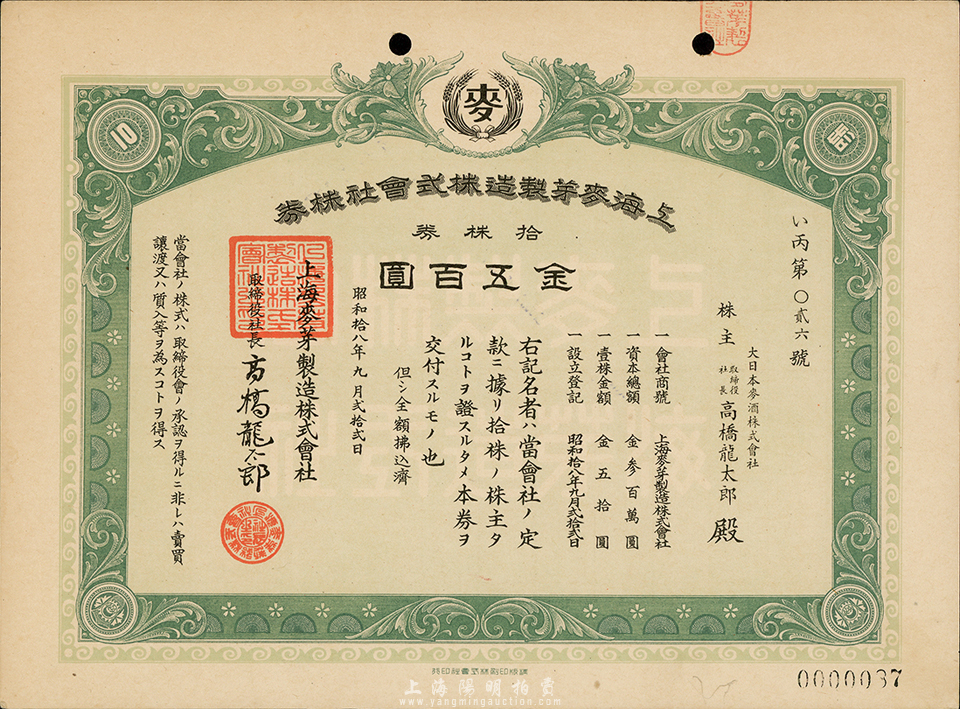 麥
10
上海麥芽製造株式會社株券
拾株券
金五百圓
い丙第〇貳六號
大日本麥酒株式會社
株主 取締役社長 高橋龍太郎 殿
一會社商號 上海麥芽製造株式會社
一資本總額 金參百萬圓
一壹株金額 金五拾圓
一設立登記 昭和拾八年九月貳拾貳日
右記名者ハ當會社ノ定
款ニ據リ拾株ノ株主タ
ルコトヲ證スルタメ本券ヲ
交付スルモノ也
但シ全額拂込濟
昭和拾八年九月貳拾貳日
上海麥芽製造株式會社
取締役社長 高橋龍太郎
當會社ノ株式ハ取締役會ノ承認ヲ得ルニ非レハ賣買
讓渡又ハ質入等ヲ為スコトヲ得ス
0000037
上海陽明拍賣
www.yangmingauction.com